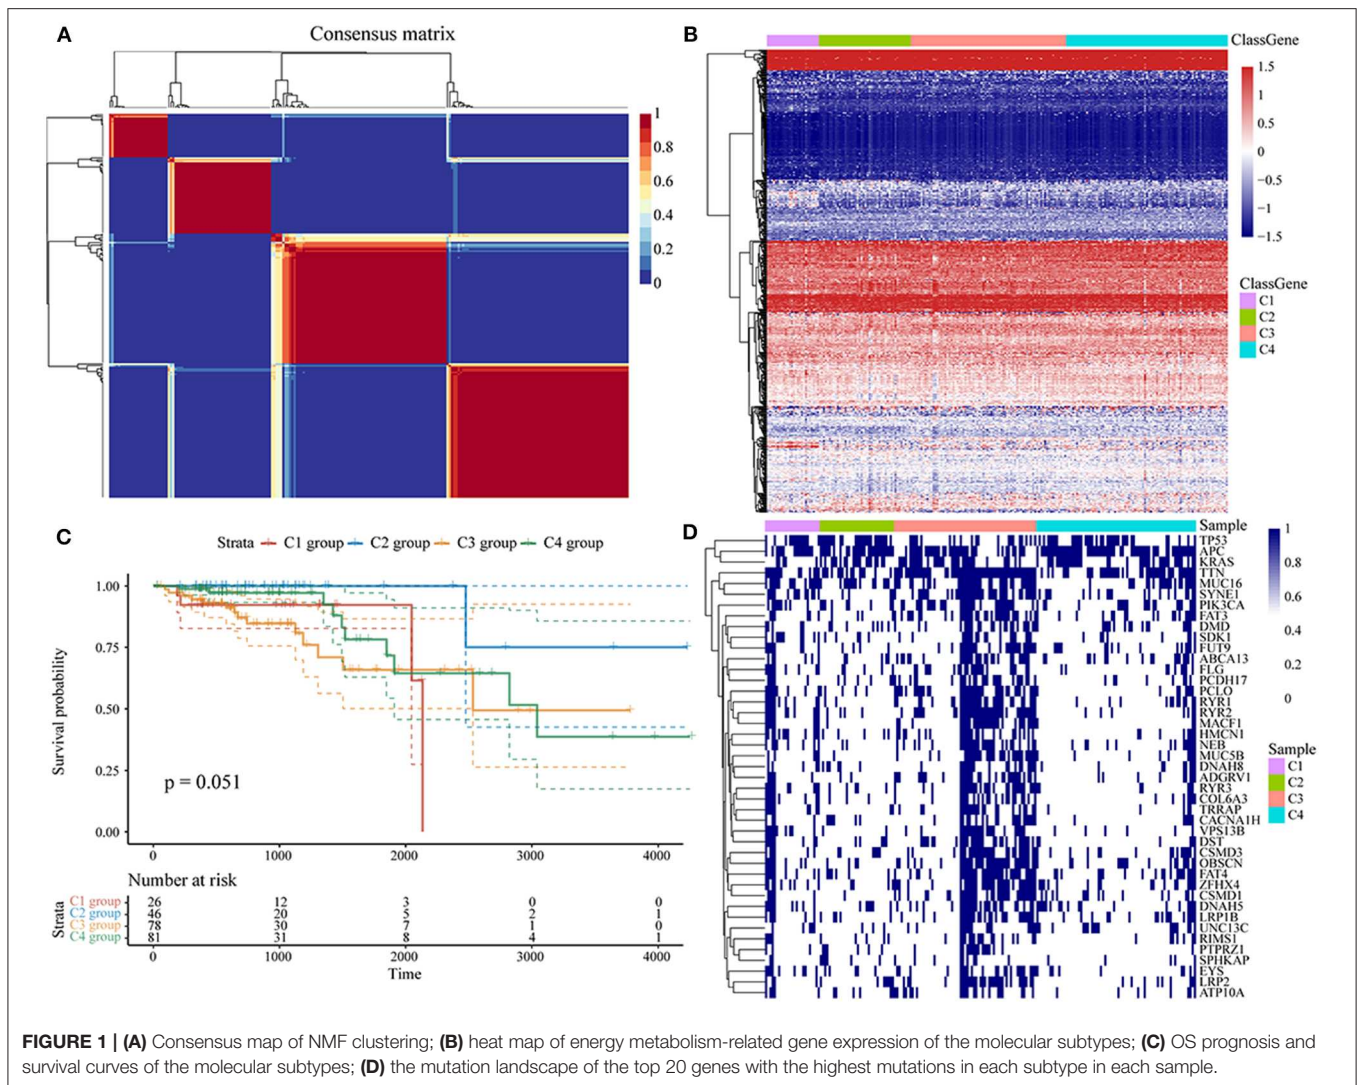 A
Consensus matrix
1
0.8
0.6
0.4
0.2
0
B
ClassGene
1.5
1
0.5
0
−0.5
−1
−1.5
ClassGene
C1
C2
C3
C4
C
Strata C1 group C2 group C3 group C4 group
Survival probability
1.00
0.75
0.50
0.25
0.00
p = 0.051
0 1000 2000 3000 4000
Number at risk
Strata
C1 group 26 12 3 0 0
C2 group 46 20 5 2 1
C3 group 78 30 7 1 0
C4 group 81 31 8 4 1
0 1000 2000 3000 4000
Time
D
Sample
TP53
APC
KRAS
TTN
MUC16
SYNE1
PIK3CA
FAT3
DMD
SDK1
FUT9
ABCA13
FLG
PCDH17
PCLO
RYR1
RYR2
MACF1
HMCN1
NEB
MUC5B
DNAH8
ADGRV1
RYR3
COL6A3
TRRAP
CACNA1H
VPS13B
DST
CSMD3
OBSCN
FAT4
ZFHX4
CSMD1
DNAH5
LRP1B
UNC13C
RIMS1
PTPRZ1
SPHKAP
EYS
LRP2
ATP10A
1
0.8
0.6
0.4
0.2
0
Sample
C1
C2
C3
C4
FIGURE 1 | (A) Consensus map of NMF clustering; (B) heat map of energy metabolism-related gene expression of the molecular subtypes; (C) OS prognosis and
survival curves of the molecular subtypes; (D) the mutation landscape of the top 20 genes with the highest mutations in each subtype in each sample.